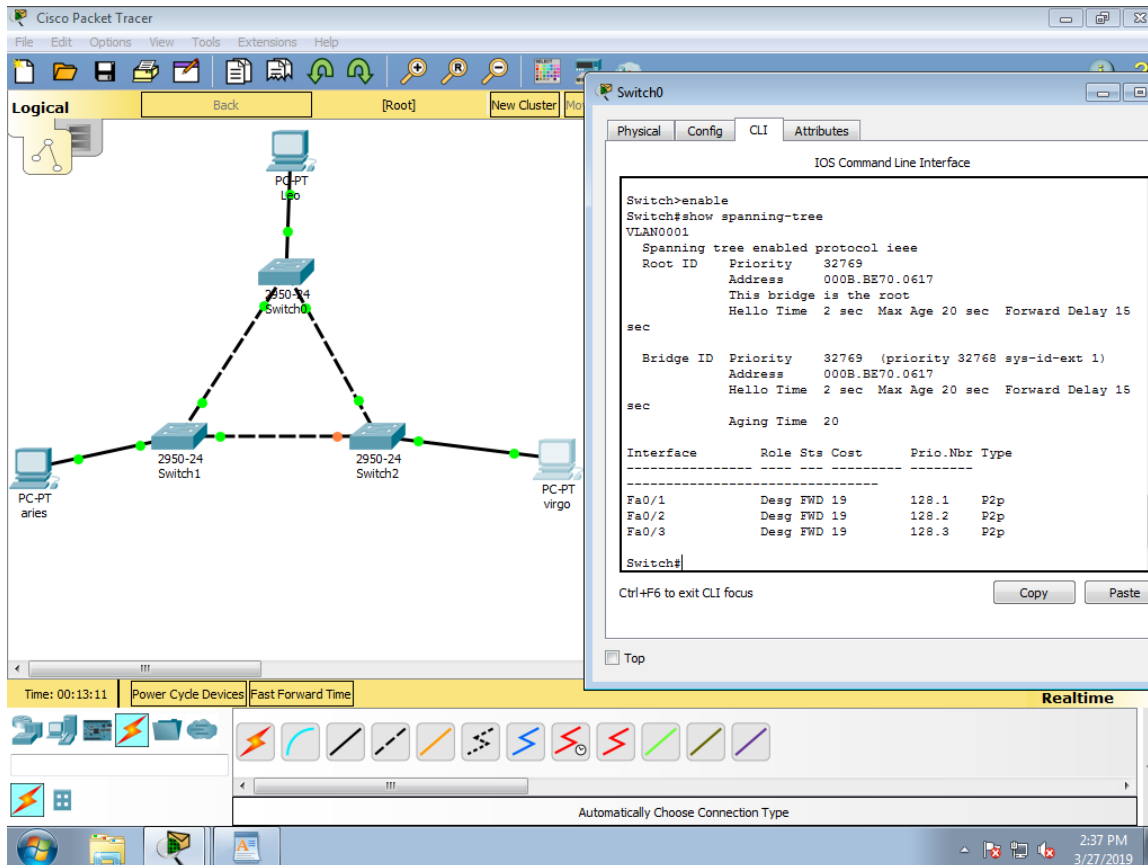 Cisco Packet Tracer
File Edit Options View Tools Extensions Help
Logical
Back
[Root]
New Cluster
PC-PT
Leo
2950-24
Switch0
2950-24
Switch1
2950-24
Switch2
PC-PT
aries
PC-PT
virgo
Switch0
Physical Config CLI Attributes
IOS Command Line Interface
Switch>enable
Switch#show spanning-tree
VLAN0001
Spanning tree enabled protocol ieee
Root ID Priority 32769
Address 000B.BE70.0617
This bridge is the root
Hello Time 2 sec Max Age 20 sec Forward Delay 15
sec
Bridge ID Priority 32769 (priority 32768 sys-id-ext 1)
Address 000B.BE70.0617
Hello Time 2 sec Max Age 20 sec Forward Delay 15
sec
Aging Time 20
Interface Role Sts Cost Prio.Nbr Type
---------------- ---- --- --------- --------
--------------------------------
Fa0/1 Desg FWD 19 128.1 P2p
Fa0/2 Desg FWD 19 128.2 P2p
Fa0/3 Desg FWD 19 128.3 P2p
Switch#
Ctrl+F6 to exit CLI focus
Copy
Paste
Top
Time: 00:13:11
Power Cycle Devices
Fast Forward Time
Realtime
Automatically Choose Connection Type
2:37 PM
3/27/2019